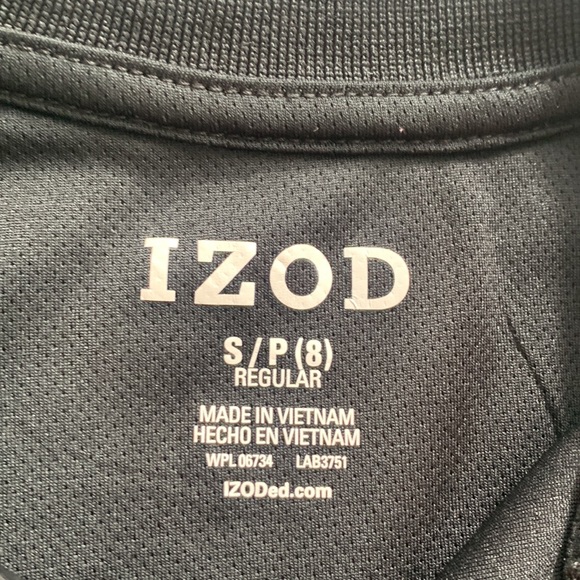 IZOD
S/P (8)
REGULAR
MADE IN VIETNAM
HECHO EN VIETNAM
WPL 06734 LAB3751
IZODed.com